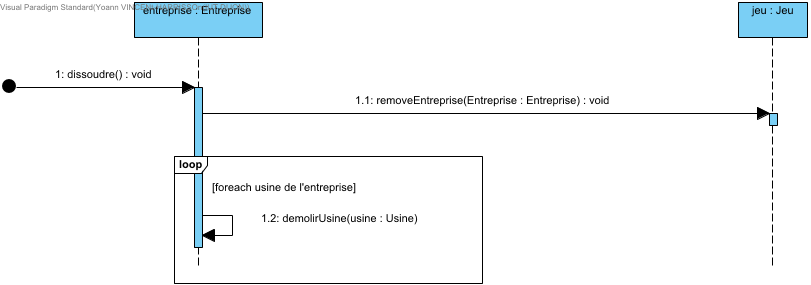 Visual Paradigm Standard(Yoann VIN
entreprise : Entreprise
jeu : Jeu
1: dissoudre() : void
1.1: removeEntreprise(Entreprise : Entreprise) : void
loop
[foreach usine de l'entreprise]
1.2: demolirUsine(usine : Usine)